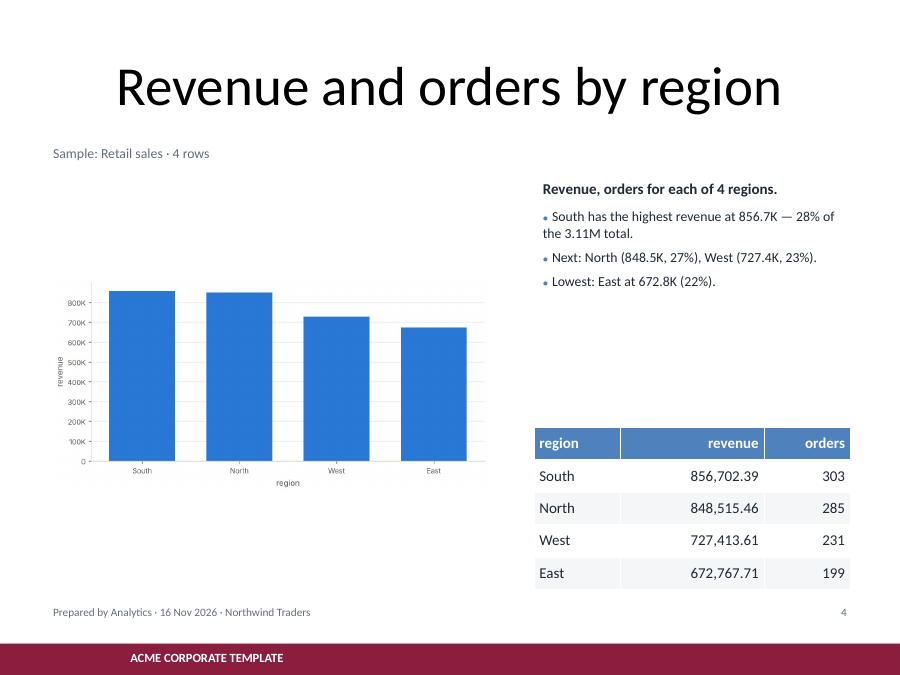 Revenue and orders by region
Sample: Retail sales · 4 rows
Revenue, orders for each of 4 regions.
• South has the highest revenue at 856.7K — 28% of
the 3.11M total.
• Next: North (848.5K, 27%), West (727.4K, 23%).
• Lowest: East at 672.8K (22%).
800K
700K
600K
500K
400K
300K
200K
100K
0
revenue
South North West East
region
region revenue orders
South 856,702.39 303
North 848,515.46 285
West 727,413.61 231
East 672,767.71 199
Prepared by Analytics · 16 Nov 2026 · Northwind Traders 4
ACME CORPORATE TEMPLATE